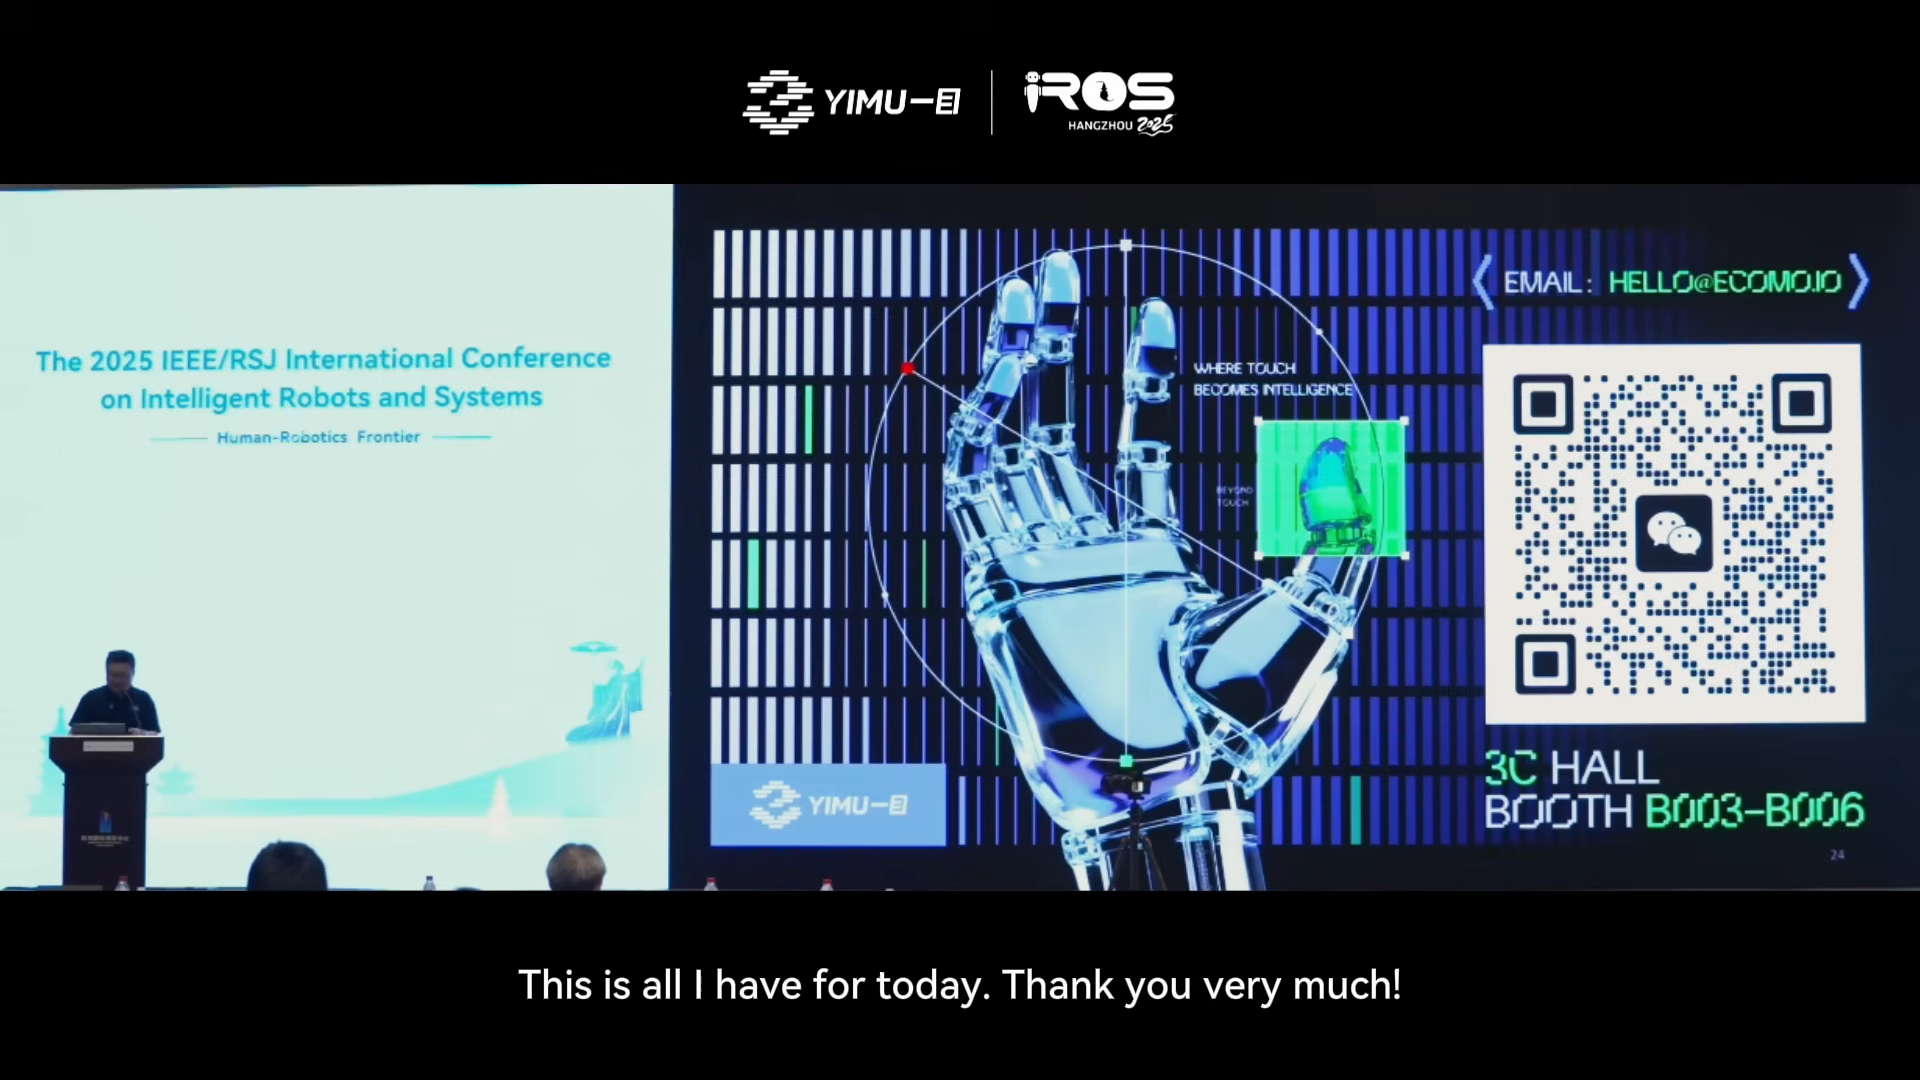 YIMU一目
iROS
HANGZHOU 2025
The 2025 IEEE/RSJ International Conference
on Intelligent Robots and Systems
Human-Robotics Frontier
EMAIL: HELLO@ECOMO.IO
WHERE TOUCH
BECOMES INTELLIGENCE
BEYOND
TOUCH
3C HALL
BOOTH B003-B006
YIMU一目
24
This is all I have for today. Thank you very much!